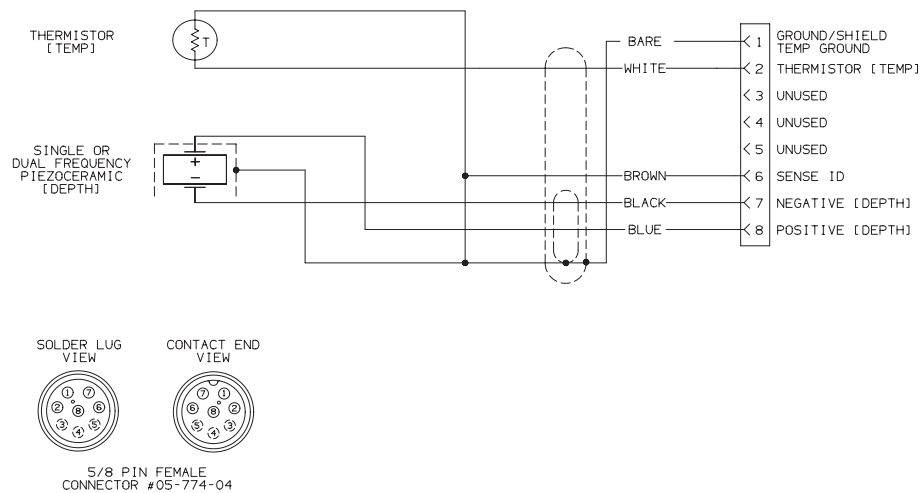 THERMISTOR
[TEMP]
T
BARE
1
GROUND/SHIELD
TEMP GROUND
WHITE
2
THERMISTOR [TEMP]
3
UNUSED
4
UNUSED
5
UNUSED
SINGLE OR
DUAL FREQUENCY
PIEZOCERAMIC
[DEPTH]
+
−
BROWN
6
SENSE ID
BLACK
7
NEGATIVE [DEPTH]
BLUE
8
POSITIVE [DEPTH]
SOLDER LUG
VIEW
CONTACT END
VIEW
1 7
2 8 6
3 4 5
7 1
6 8 2
5 4 3
5/8 PIN FEMALE
CONNECTOR #05-774-04